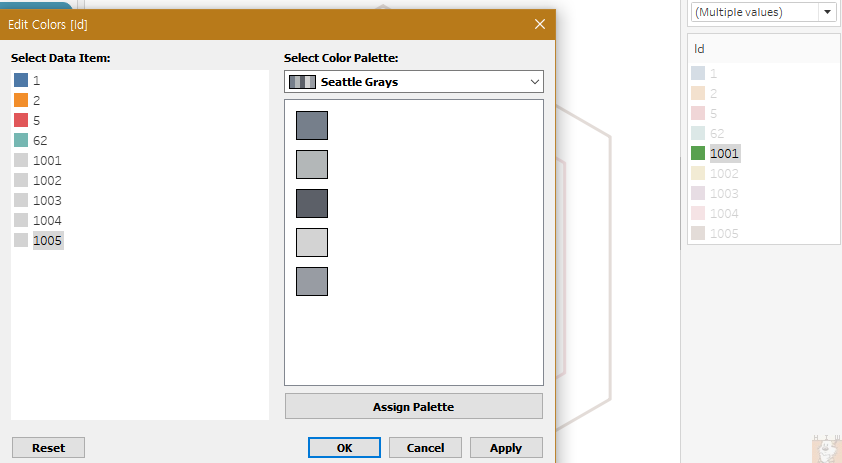 Edit Colors [Id]
Select Data Item:
1
2
5
62
1001
1002
1003
1004
1005
Select Color Palette:
Seattle Grays
Assign Palette
Reset
OK
Cancel
Apply
(Multiple values)
Id
1
2
5
62
1001
1002
1003
1004
1005